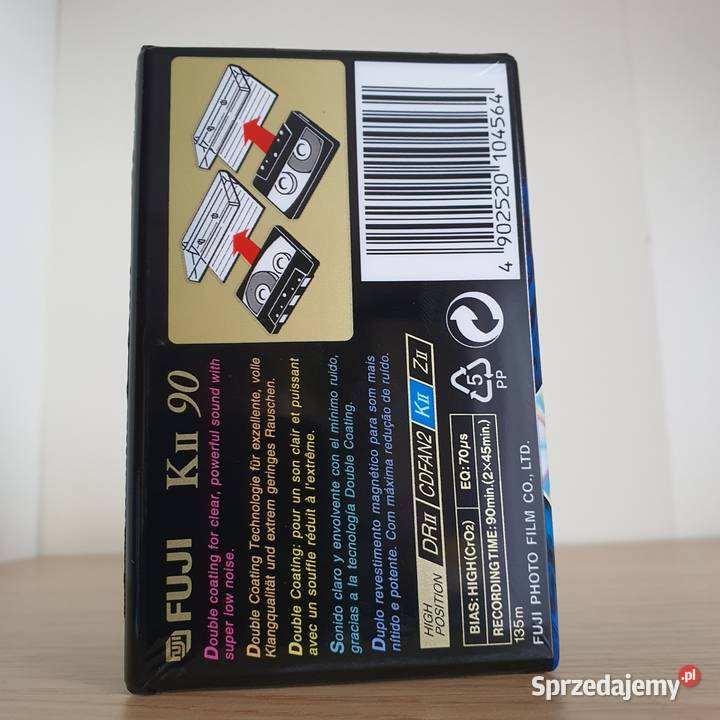 FUJI FUJI KII 90
Double coating for clear, powerful sound with
super low noise.
Double Coating Technologie für exzellente, volle
Klangqualität und extrem geringes Rauschen.
Double Coating: pour un son clair et puissant
avec un souffle réduit à l'extrême.
Sonido claro y envolvente con el mínimo ruido,
gracias a la tecnología Double Coating.
Duplo revestimento magnético para som mais
nítido e potente. Com máxima redução de ruído.
HIGH
POSITION
DRII CDFAN2 KII ZII
BIAS: HIGH(CrO2) EQ: 70μs
RECORDING TIME: 90min. (2×45min.)
135m
FUJI PHOTO FILM CO., LTD.
5
PP
4 902520 104564
Sprzedajemy.pl